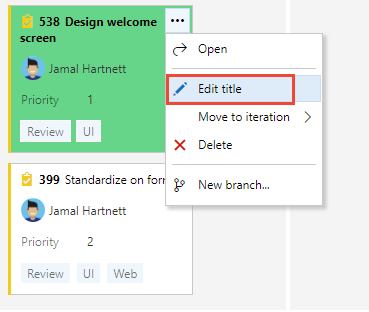 538 Design welcome
screen
Jamal Hartnett
Priority 1
Review UI
...
Open
Edit title
Move to iteration
Delete
New branch...
399 Standardize on
Jamal Hartnett
Priority 2
Review UI Web